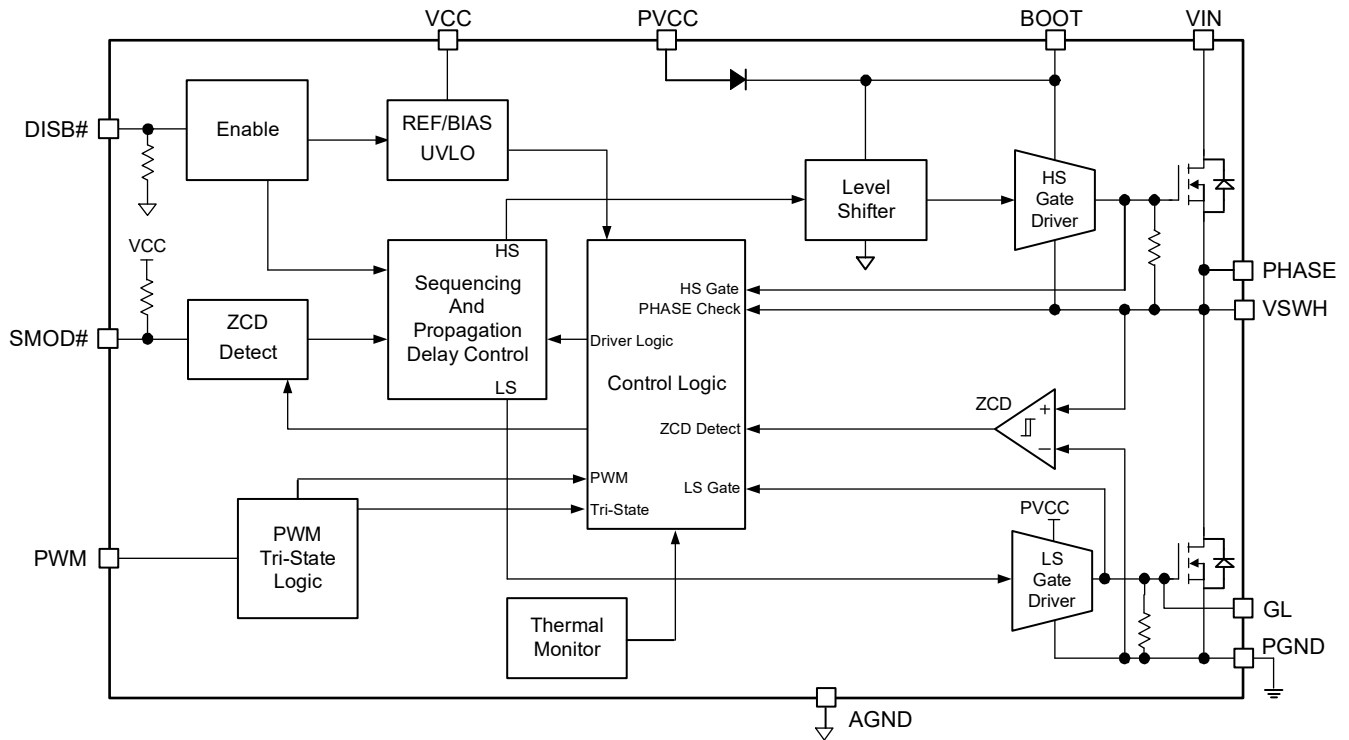 VCC
PVCC
BOOT
VIN
DISB#
Enable
REF/BIAS
UVLO
Level
Shifter
HS
Gate
Driver
VCC
HS
Sequencing
And
Propagation
Delay Control
LS
HS Gate
PHASE Check
Driver Logic
Control Logic
ZCD Detect
LS Gate
PWM
Tri-State
PHASE
VSWH
SMOD#
ZCD
Detect
ZCD
+
−
PWM
PWM
Tri-State
Logic
PVCC
LS
Gate
Driver
GL
Thermal
Monitor
PGND
AGND